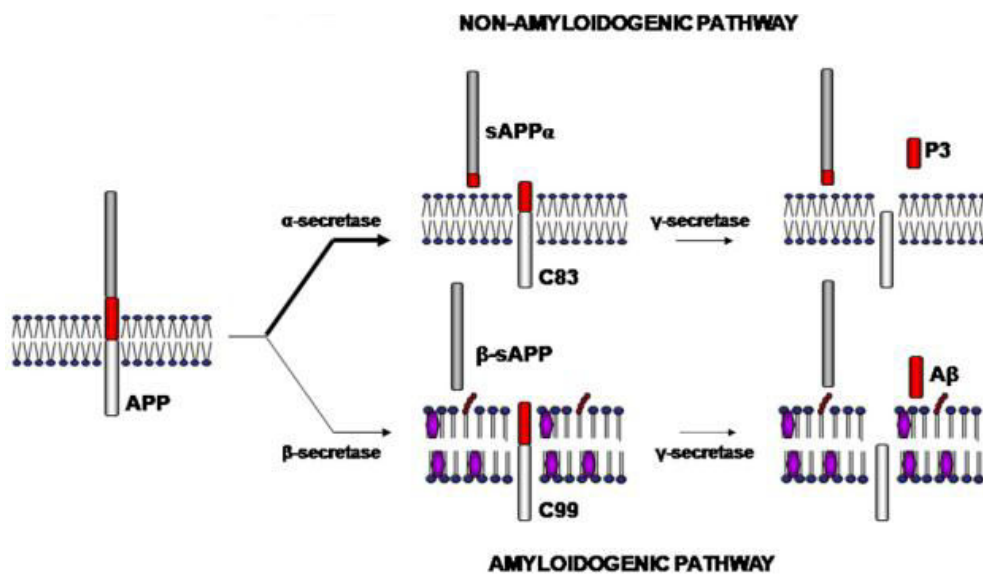 NON-AMYLOIDOGENIC PATHWAY
sAPPα
P3
α-secretase
γ-secretase
C83
APP
β-sAPP
Aβ
β-secretase
γ-secretase
C99
AMYLOIDOGENIC PATHWAY